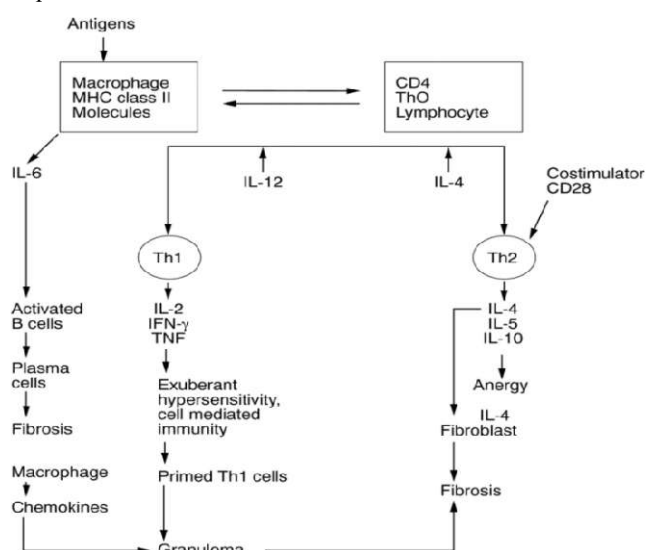 Antigens
Macrophage
MHC class II
Molecules
CD4
ThO
Lymphocyte
IL-6
IL-12
IL-4
Costimulator
CD28
Th1
Th2
Activated
B cells
IL-2
IFN-γ
TNF
IL-4
IL-5
IL-10
Plasma
cells
Exuberant
hypersensitivity,
cell mediated
immunity
Anergy
Fibrosis
IL-4
Fibroblast
Macrophage
Primed Th1 cells
Fibrosis
Chemokines
Granuloma